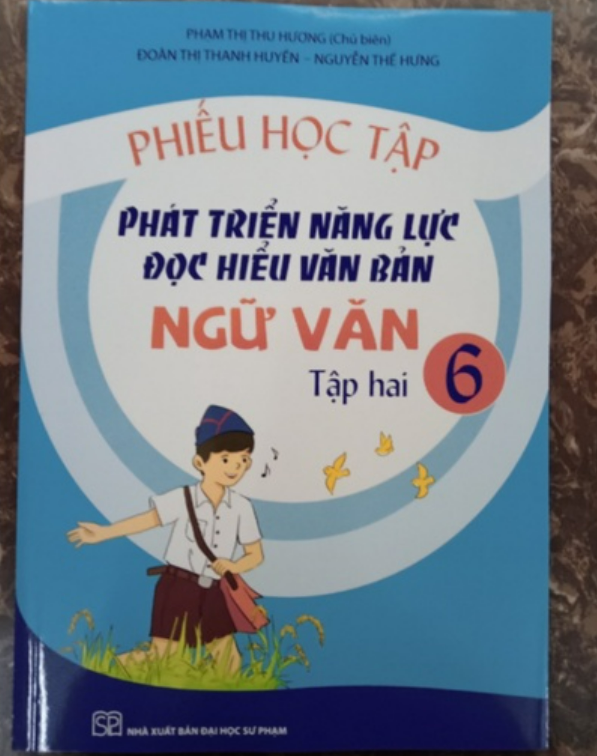 PHẠM THỊ THU HƯƠNG (Chủ biên)
ĐOÀN THỊ THANH HUYỀN – NGUYỄN THẾ HƯNG
PHIẾU HỌC TẬP
PHÁT TRIỂN NĂNG LỰC
ĐỌC HIỂU VĂN BẢN
NGỮ VĂN
Tập hai 6
SP NHÀ XUẤT BẢN ĐẠI HỌC SƯ PHẠM